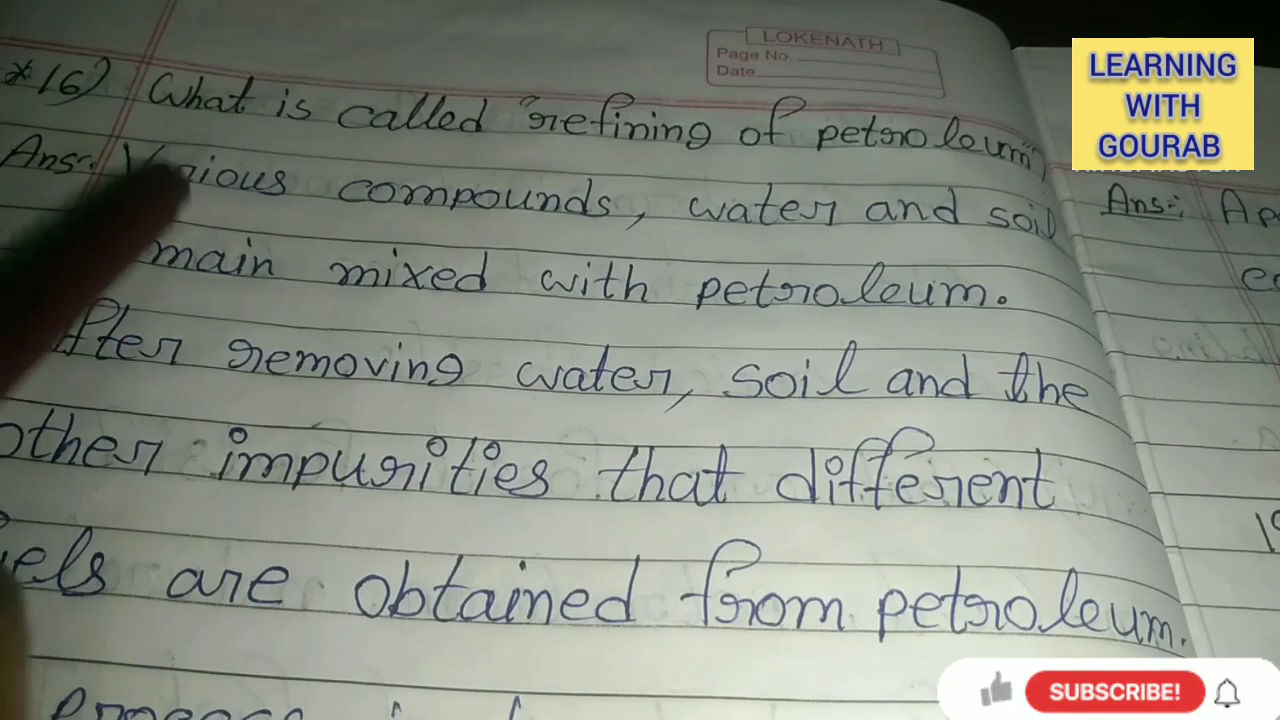 LOKENATH
Page No.
Date
LEARNING
WITH
GOURAB
*16) What is called "refining of petroleum"
Ans:. Various compounds, water and soil
main mixed with petroleum.
fter removing water, soil and the
other impurities that different
uels are obtained from petroleum.
Ans:;
SUBSCRIBE!